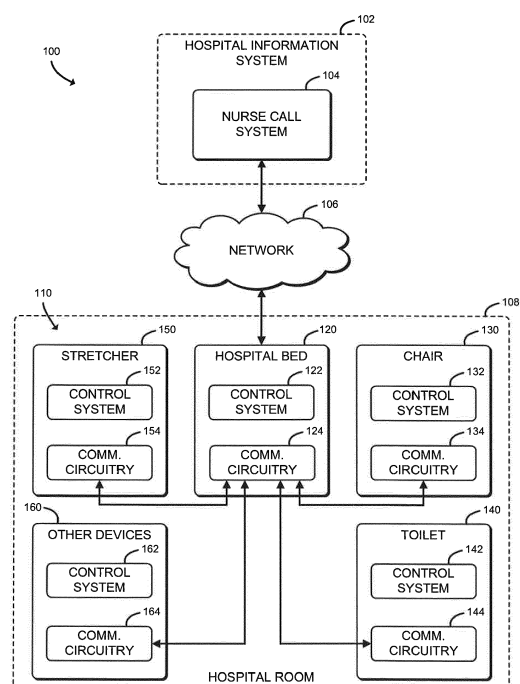 102
HOSPITAL INFORMATION
SYSTEM
100
104
NURSE CALL
SYSTEM
106
NETWORK
110
108
150
STRETCHER
152
CONTROL
SYSTEM
154
COMM.
CIRCUITRY
120
HOSPITAL BED
122
CONTROL
SYSTEM
124
COMM.
CIRCUITRY
130
CHAIR
132
CONTROL
SYSTEM
134
COMM.
CIRCUITRY
160
OTHER DEVICES
162
CONTROL
SYSTEM
164
COMM.
CIRCUITRY
140
TOILET
142
CONTROL
SYSTEM
144
COMM.
CIRCUITRY
HOSPITAL ROOM